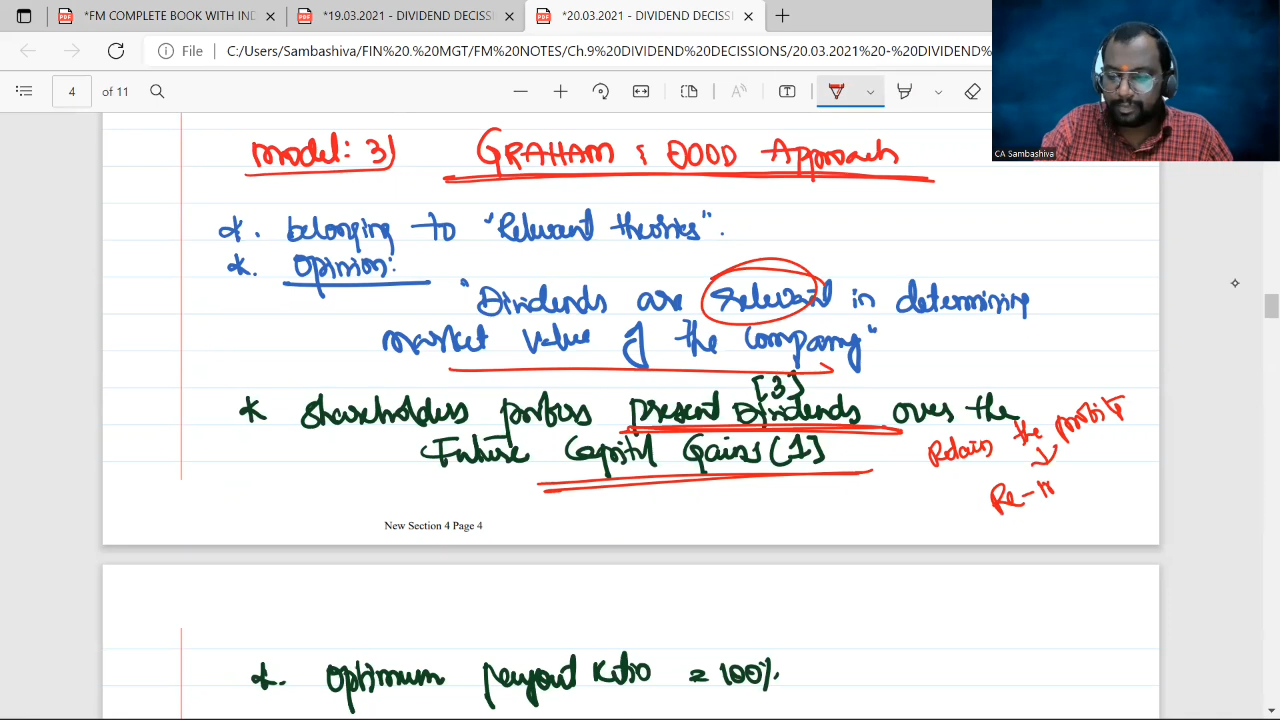 *FM COMPLETE BOOK WITH IND
*19.03.2021 - DIVIDEND DECISSI
*20.03.2021 - DIVIDEND DECISSI
File C:/Users/Sambashiva/FIN%20.%20MGT/FM%20NOTES/Ch.9%20DIVIDEND%20DECISSIONS/20.03.2021%20-%20DIVIDEND%
4 of 11
CA Sambashiva
model: 3) GRAHAM & DODD Approach
*. belonging to "Relevant theories".
*. Opinion:
"Dividends are relevant in determining
market value of the company"
[3]
* Shareholders prefers present Dividends over the
Future Capital Gains [1]
Retain the profits
Re-
New Section 4 Page 4
*. Optimum payout Ratio = 100%.